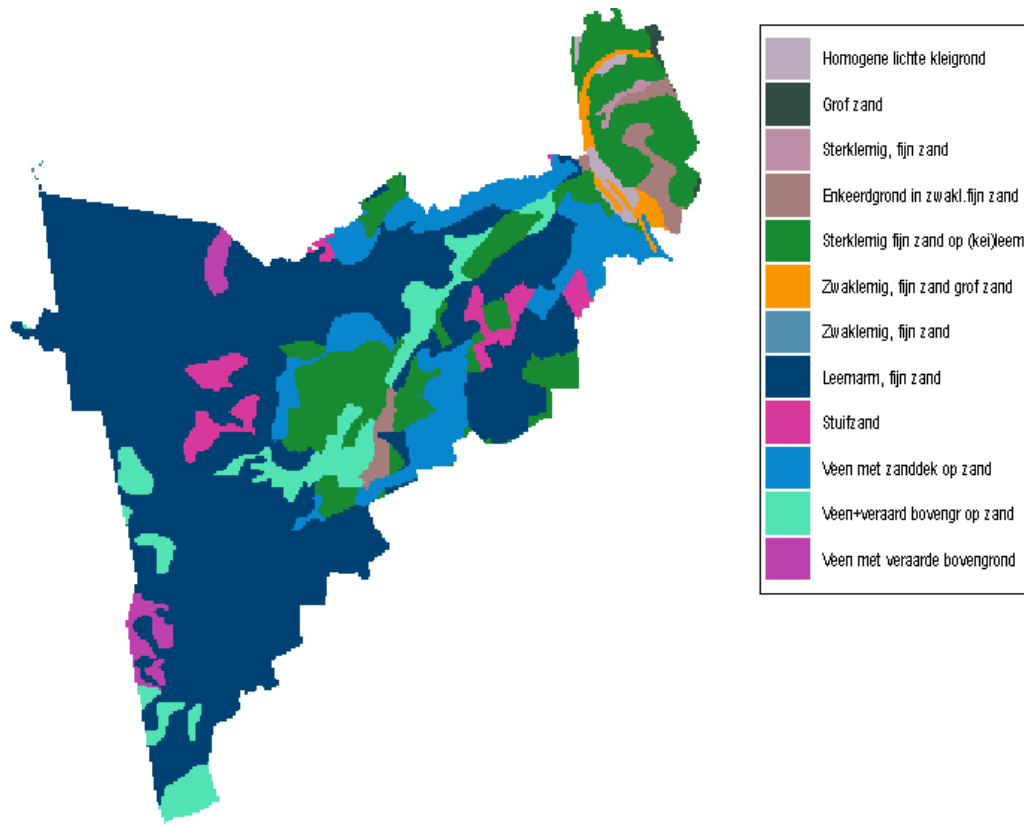 Homogene lichte kleigrond
Grof zand
Sterklemig, fijn zand
Enkeerdgrond in zwakl.fijn zand
Sterklemig fijn zand op (kei)leem
Zwaklemig, fijn zand grof zand
Zwaklemig, fijn zand
Leemarm, fijn zand
Stuifzand
Veen met zanddek op zand
Veen+veraard bovengr op zand
Veen met veraarde bovengrond